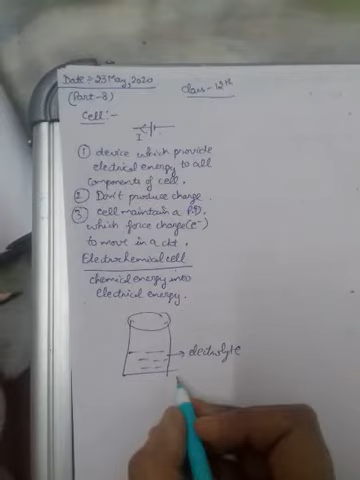 Date → 23 May, 2020
Class-12th
(Part-3)
Cell:-
I
① device which provide
electrical energy to all
components of cell.
② Don't produce charge.
③ Cell maintain a P.D.
which force charge(e⁻)
to move in a ckt.
Electrochemical cell
chemical energy into
electrical energy.
→ electrolyte